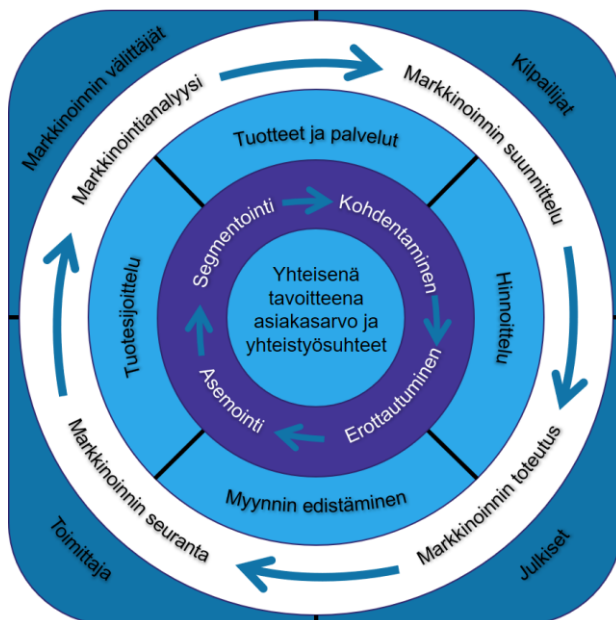 Markkinoinnin välittäjät
Kilpailijat
Markkinointianalyysi
Markkinoinnin suunnittelu
Tuotteet ja palvelut
Segmentointi
Kohdentaminen
Tuotesijoittelu
Yhteisenä
tavoitteena
asiakasarvo ja
yhteistyösuhteet
Hinnoittelu
Asemointi
Erottautuminen
Myynnin edistäminen
Markkinoinnin seuranta
Markkinoinnin toteutus
Toimittaja
Julkiset